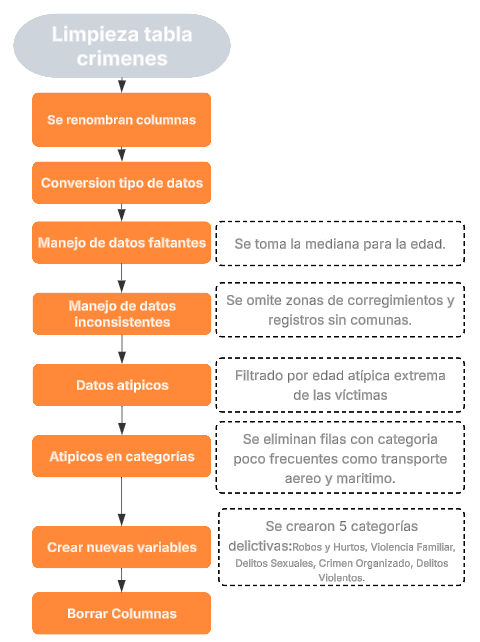 Limpieza tabla
crimenes
Se renombran columnas
Conversion tipo de datos
Manejo de datos faltantes
Se toma la mediana para la edad.
Manejo de datos
inconsistentes
Se omite zonas de corregimientos y
registros sin comunas.
Datos atipicos
Filtrado por edad atípica extrema
de las víctimas
Atipicos en categorías
Se eliminan filas con categoria
poco frecuentes como transporte
aereo y maritimo.
Crear nuevas variables
Se crearon 5 categorías
delictivas:Robos y Hurtos, Violencia Familiar,
Delitos Sexuales, Crimen Organizado, Delitos
Violentos.
Borrar Columnas